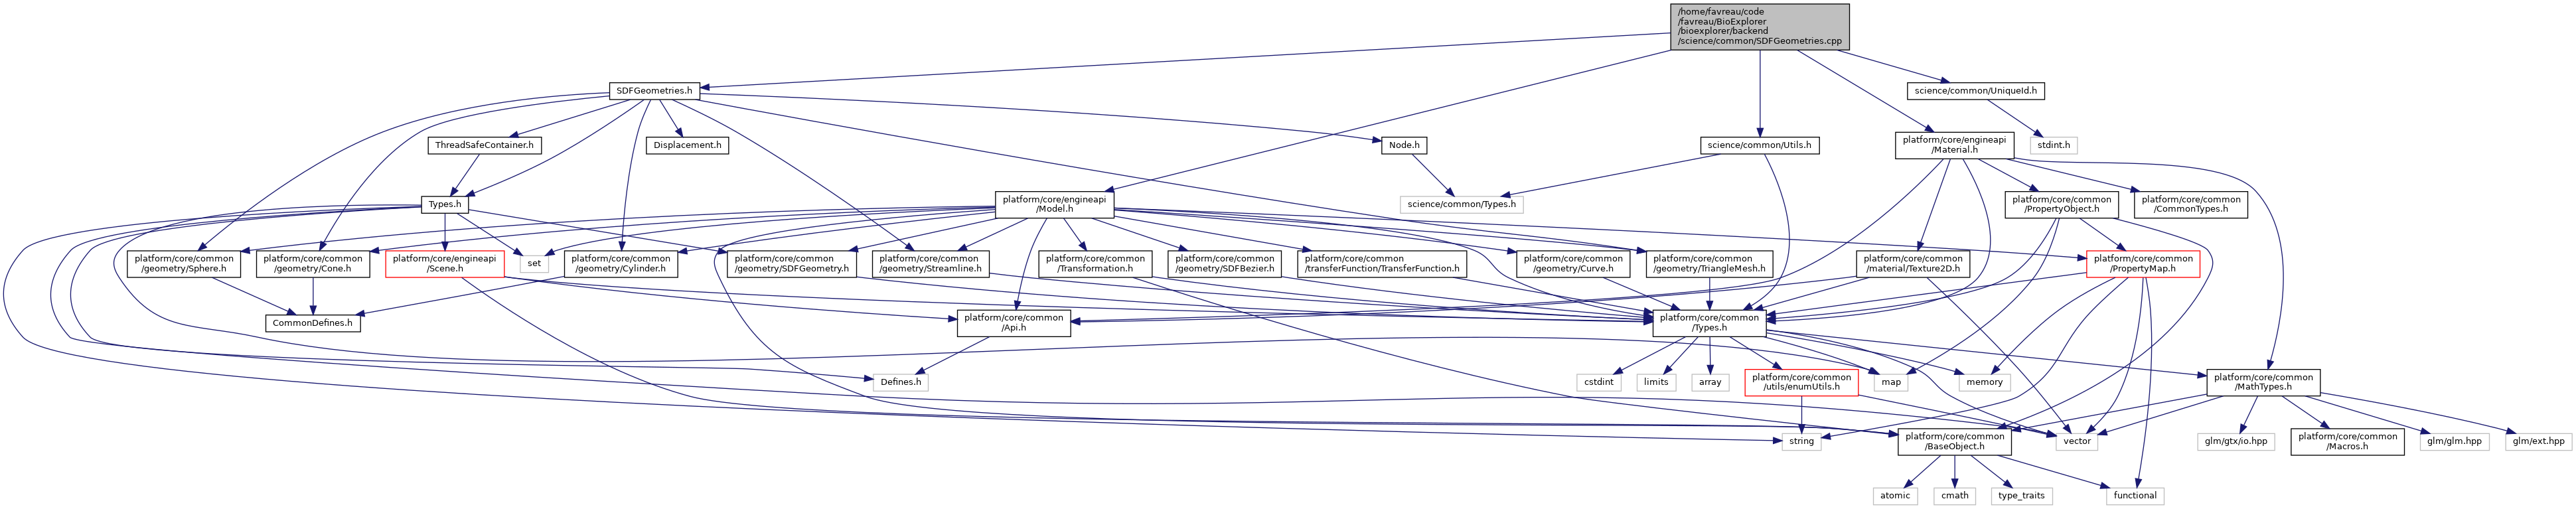 /home/favreau/code
/favreau/BioExplorer
/bioexplorer/backend
/science/common/SDFGeometries.cpp
SDFGeometries.h
science/common/UniqueId.h
ThreadSafeContainer.h
Displacement.h
Node.h
science/common/Utils.h
platform/core/engineapi
/Material.h
stdint.h
Types.h
platform/core/engineapi
/Model.h
science/common/Types.h
platform/core/common
/PropertyObject.h
platform/core/common
/CommonTypes.h
platform/core/common
/geometry/Sphere.h
platform/core/common
/geometry/Cone.h
platform/core/engineapi
/Scene.h
set
platform/core/common
/geometry/Cylinder.h
platform/core/common
/geometry/SDFGeometry.h
platform/core/common
/geometry/Streamline.h
platform/core/common
/Transformation.h
platform/core/common
/geometry/SDFBezier.h
platform/core/common
/transferFunction/TransferFunction.h
platform/core/common
/geometry/Curve.h
platform/core/common
/geometry/TriangleMesh.h
platform/core/common
/material/Texture2D.h
platform/core/common
/PropertyMap.h
CommonDefines.h
platform/core/common
/Api.h
platform/core/common
/Types.h
Defines.h
cstdint
limits
array
platform/core/common
/utils/enumUtils.h
map
memory
platform/core/common
/MathTypes.h
string
platform/core/common
/BaseObject.h
vector
glm/gtx/io.hpp
platform/core/common
/Macros.h
glm/glm.hpp
glm/ext.hpp
atomic
cmath
type_traits
functional